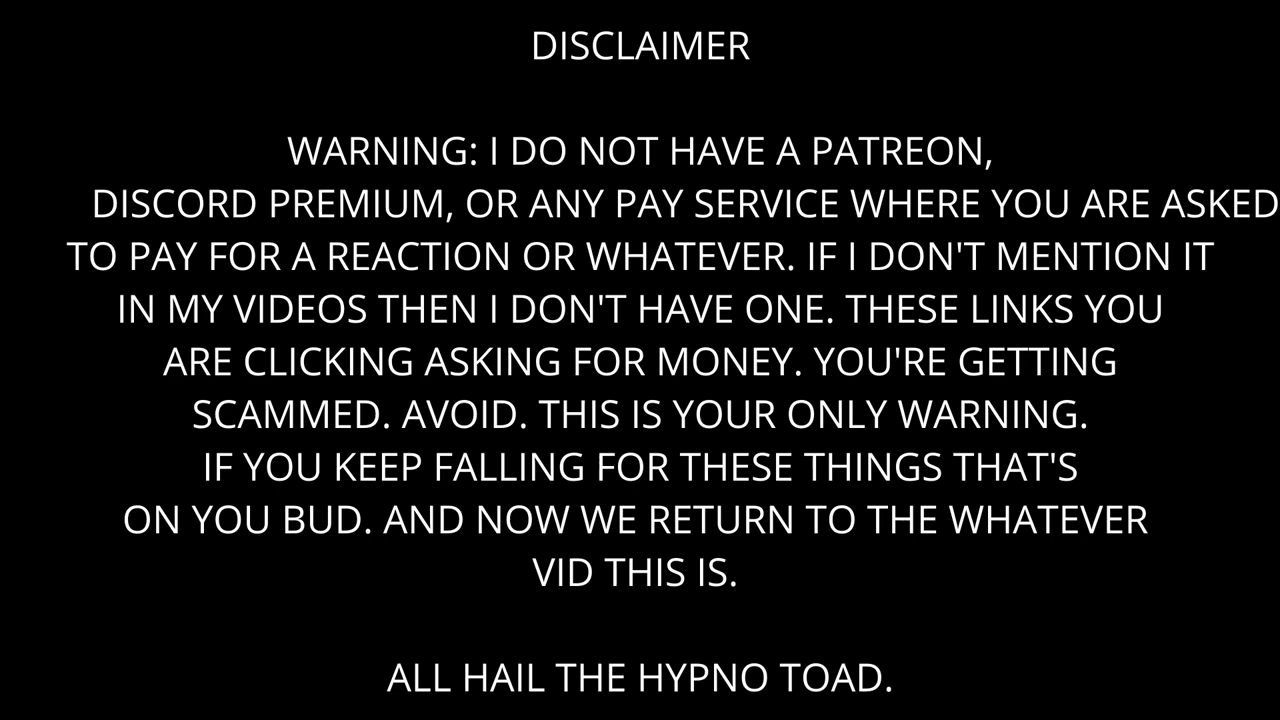 DISCLAIMER
WARNING: I DO NOT HAVE A PATREON,
DISCORD PREMIUM, OR ANY PAY SERVICE WHERE YOU ARE ASKED
TO PAY FOR A REACTION OR WHATEVER. IF I DON'T MENTION IT
IN MY VIDEOS THEN I DON'T HAVE ONE. THESE LINKS YOU
ARE CLICKING ASKING FOR MONEY. YOU'RE GETTING
SCAMMED. AVOID. THIS IS YOUR ONLY WARNING.
IF YOU KEEP FALLING FOR THESE THINGS THAT'S
ON YOU BUD. AND NOW WE RETURN TO THE WHATEVER
VID THIS IS.
ALL HAIL THE HYPNO TOAD.